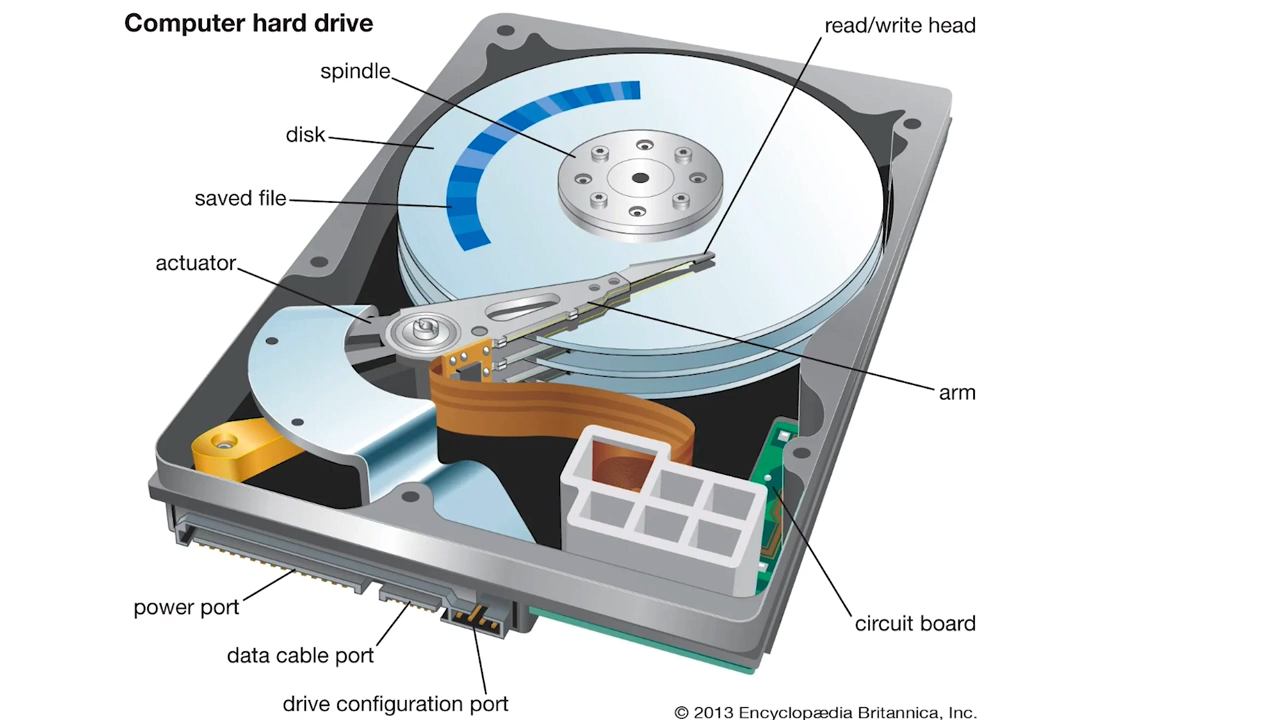 Computer hard drive
read/write head
spindle
disk
saved file
actuator
arm
power port
circuit board
data cable port
drive configuration port
© 2013 Encyclopædia Britannica, Inc.